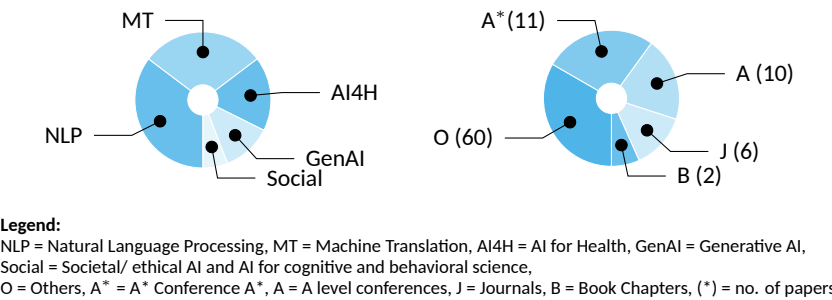 MT
A*(11)
A (10)
AI4H
NLP
O (60)
J (6)
GenAI
B (2)
Social
Legend:
NLP = Natural Language Processing, MT = Machine Translation, AI4H = AI for Health, GenAI = Generative AI,
Social = Societal/ ethical AI and AI for cognitive and behavioral science,
O = Others, A* = A* Conference A*, A = A level conferences, J = Journals, B = Book Chapters, (*) = no. of papers